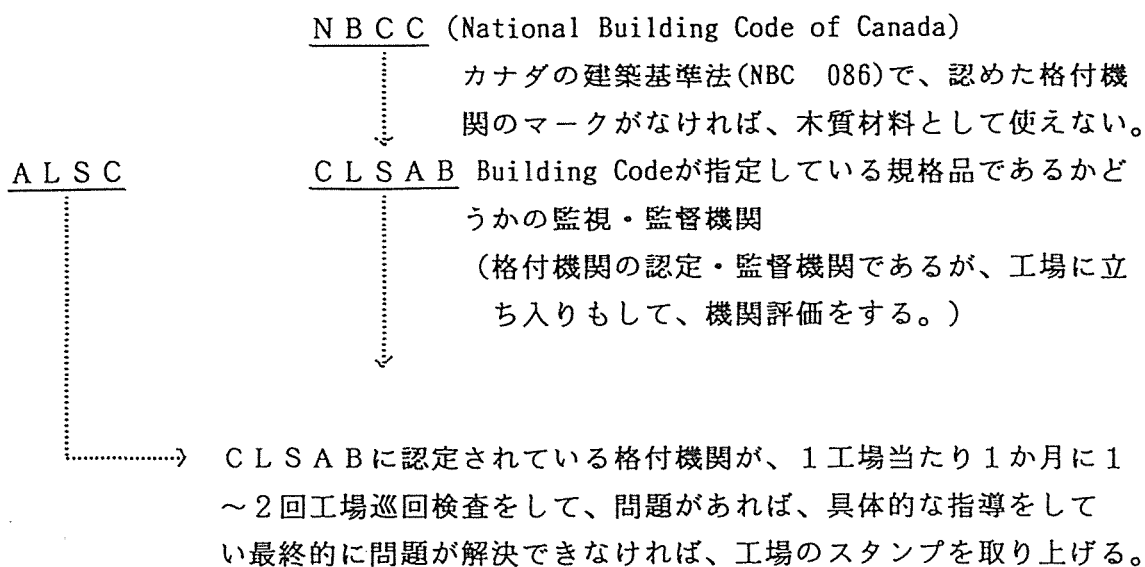 ＮＢＣＣ (National Building Code of Canada)
カナダの建築基準法(NBC 086)で、認めた格付機
関のマークがなければ、木質材料として使えない。
ＡＬＳＣ
ＣＬＳＡＢ Building Codeが指定している規格品であるかど
うかの監視・監督機関
（格付機関の認定・監督機関であるが、工場に立
ち入りもして、機関評価をする。）
ＣＬＳＡＢに認定されている格付機関が、１工場当たり１か月に１
～２回工場巡回検査をして、問題があれば、具体的な指導をして
い最終的に問題が解決できなければ、工場のスタンプを取り上げる。